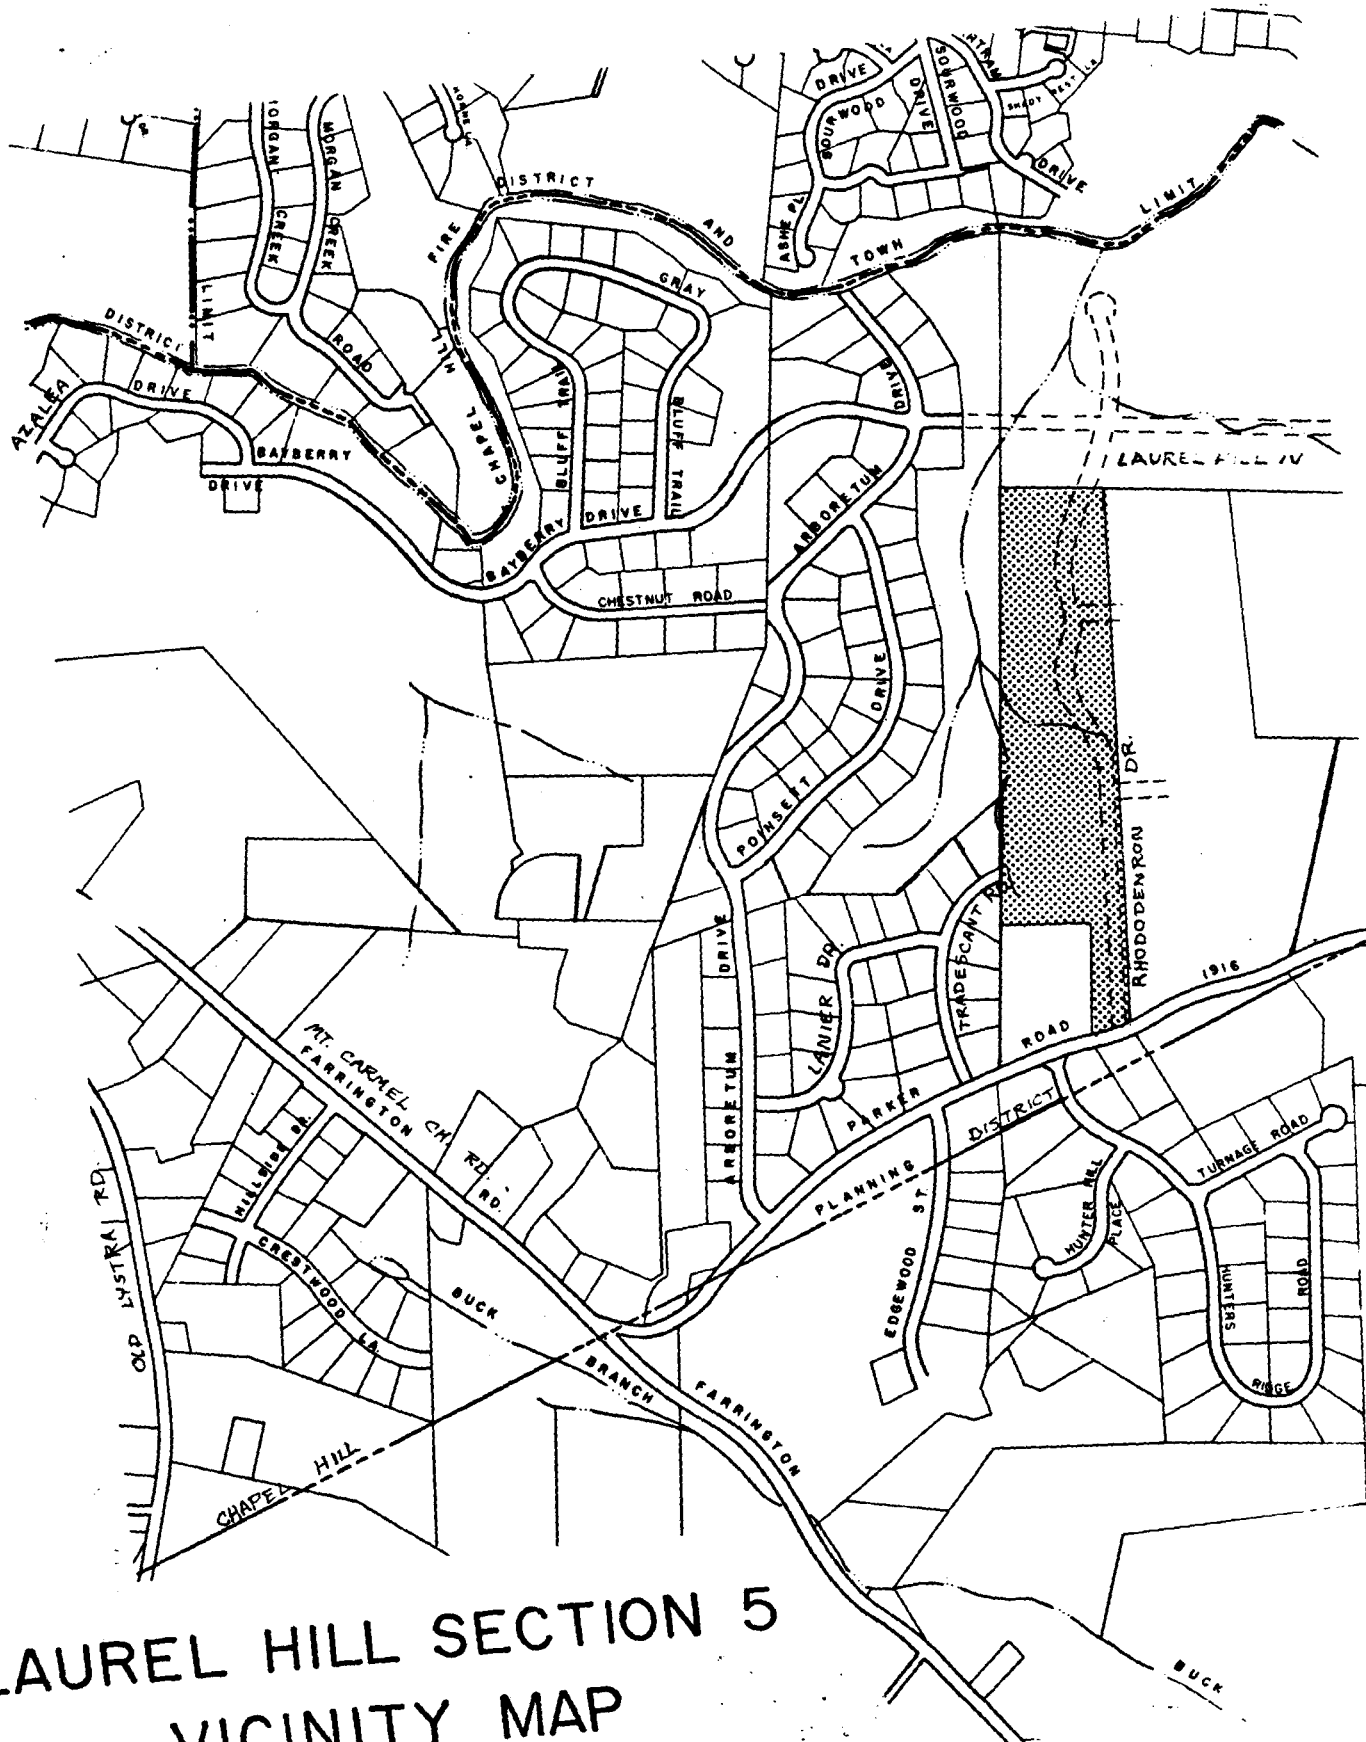 DRIVE
SOURWOOD
SOURWOOD
DRIVE
SHADY REST LA
DRIVE
ASHE PL
MORGAN
CREEK
ROAD
CREEK
LIMIT
DISTRICT
FIRE
DISTRICT
AND
TOWN
LIMIT
HILL
CHAPEL
GRAY
BLUFF TRAIL
BLUFF TRAIL
AZALEA
DRIVE
BAYBERRY
DRIVE
BAYBERRY DRIVE
CHESTNUT ROAD
ARBORETUM
DRIVE
LAUREL HILL IV
POINSETT
DRIVE
RHODODENRON DR.
ARBORETUM
DRIVE
LANIER DR.
TRADESCANT RD.
PARKER
ROAD
1916
MT. CARMEL CH. RD.
FARRINGTON
RD.
HILLSIDE DR.
CRESTWOOD LA.
OLD LYSTRA RD
BUCK
BRANCH
FARRINGTON
CHAPEL HILL
PLANNING
DISTRICT
EDGEWOOD ST
HUNTER HILL
PLACE
TURNAGE ROAD
HUNTERS
RIDGE
ROAD
BUCK
LAUREL HILL SECTION 5
VICINITY MAP